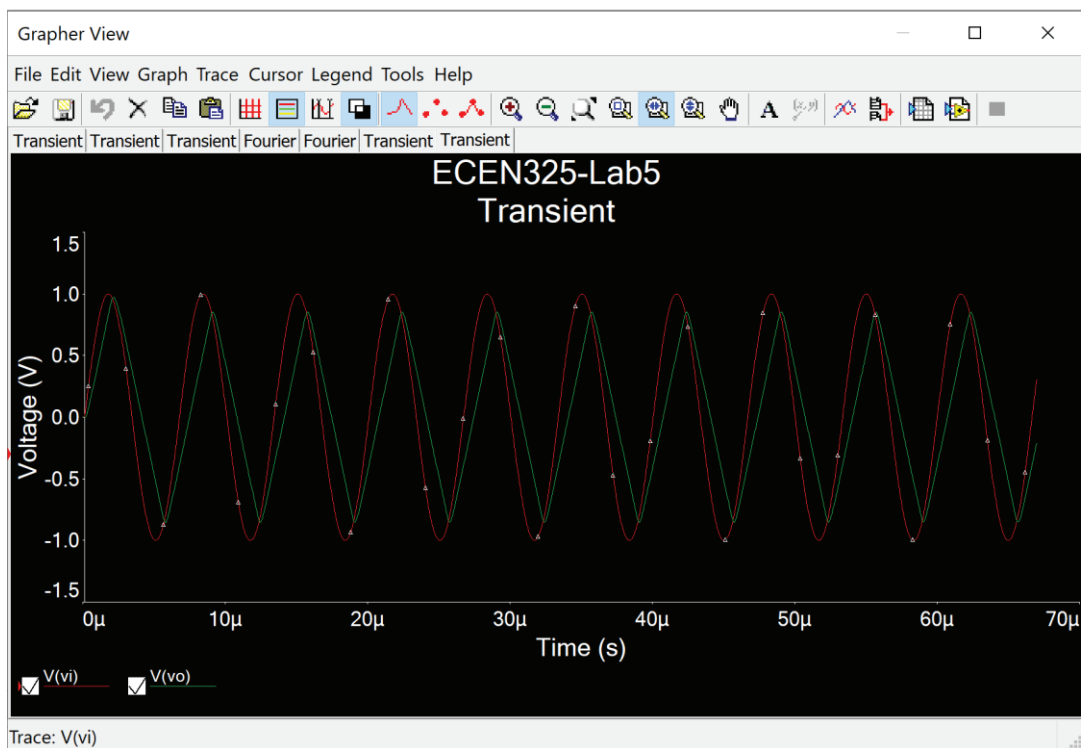 Grapher View
File Edit View Graph Trace Cursor Legend Tools Help
A
Transient Transient Transient Fourier Fourier Transient Transient
ECEN325-Lab5
Transient
1.5
1.0
0.5
0.0
-0.5
-1.0
-1.5
Voltage (V)
0μ 10μ 20μ 30μ 40μ 50μ 60μ 70μ
Time (s)
V(vi) V(vo)
Trace: V(vi)